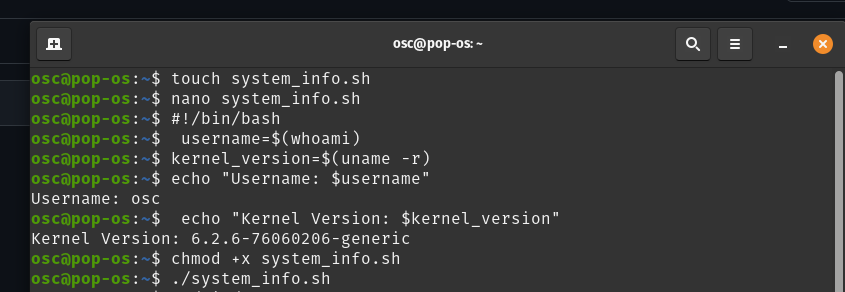 osc@pop-os: ~
osc@pop-os:~$ touch system_info.sh
osc@pop-os:~$ nano system_info.sh
osc@pop-os:~$ #!/bin/bash
osc@pop-os:~$  username=$(whoami)
osc@pop-os:~$ kernel_version=$(uname -r)
osc@pop-os:~$ echo "Username: $username"
Username: osc
osc@pop-os:~$  echo "Kernel Version: $kernel_version"
Kernel Version: 6.2.6-76060206-generic
osc@pop-os:~$ chmod +x system_info.sh
osc@pop-os:~$ ./system_info.sh